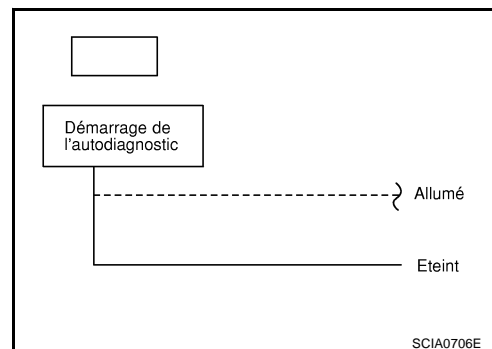 Démarrage de
l'autodiagnostic
Allumé
Eteint
SCIA0706E